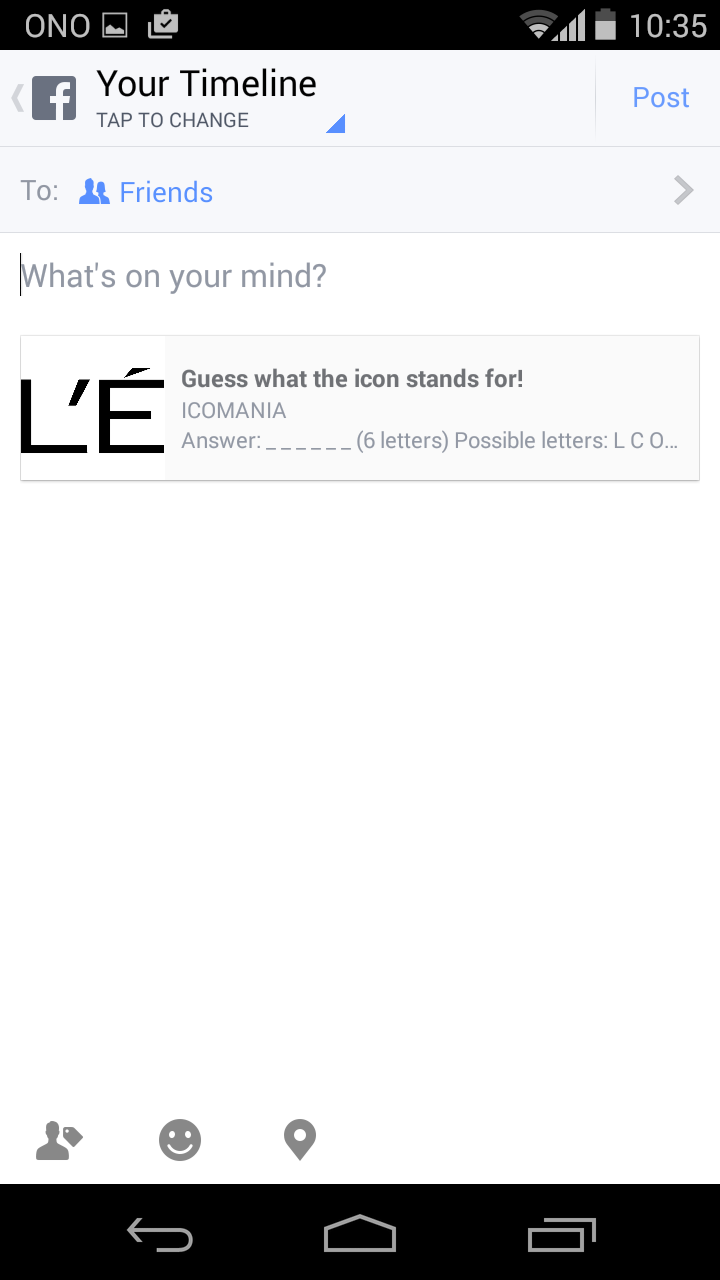 ONO 10:35
Your Timeline
TAP TO CHANGE
Post
To: Friends
What's on your mind?
L'É
Guess what the icon stands for!
ICOMANIA
Answer: _ _ _ _ _ _ (6 letters) Possible letters: L C O...